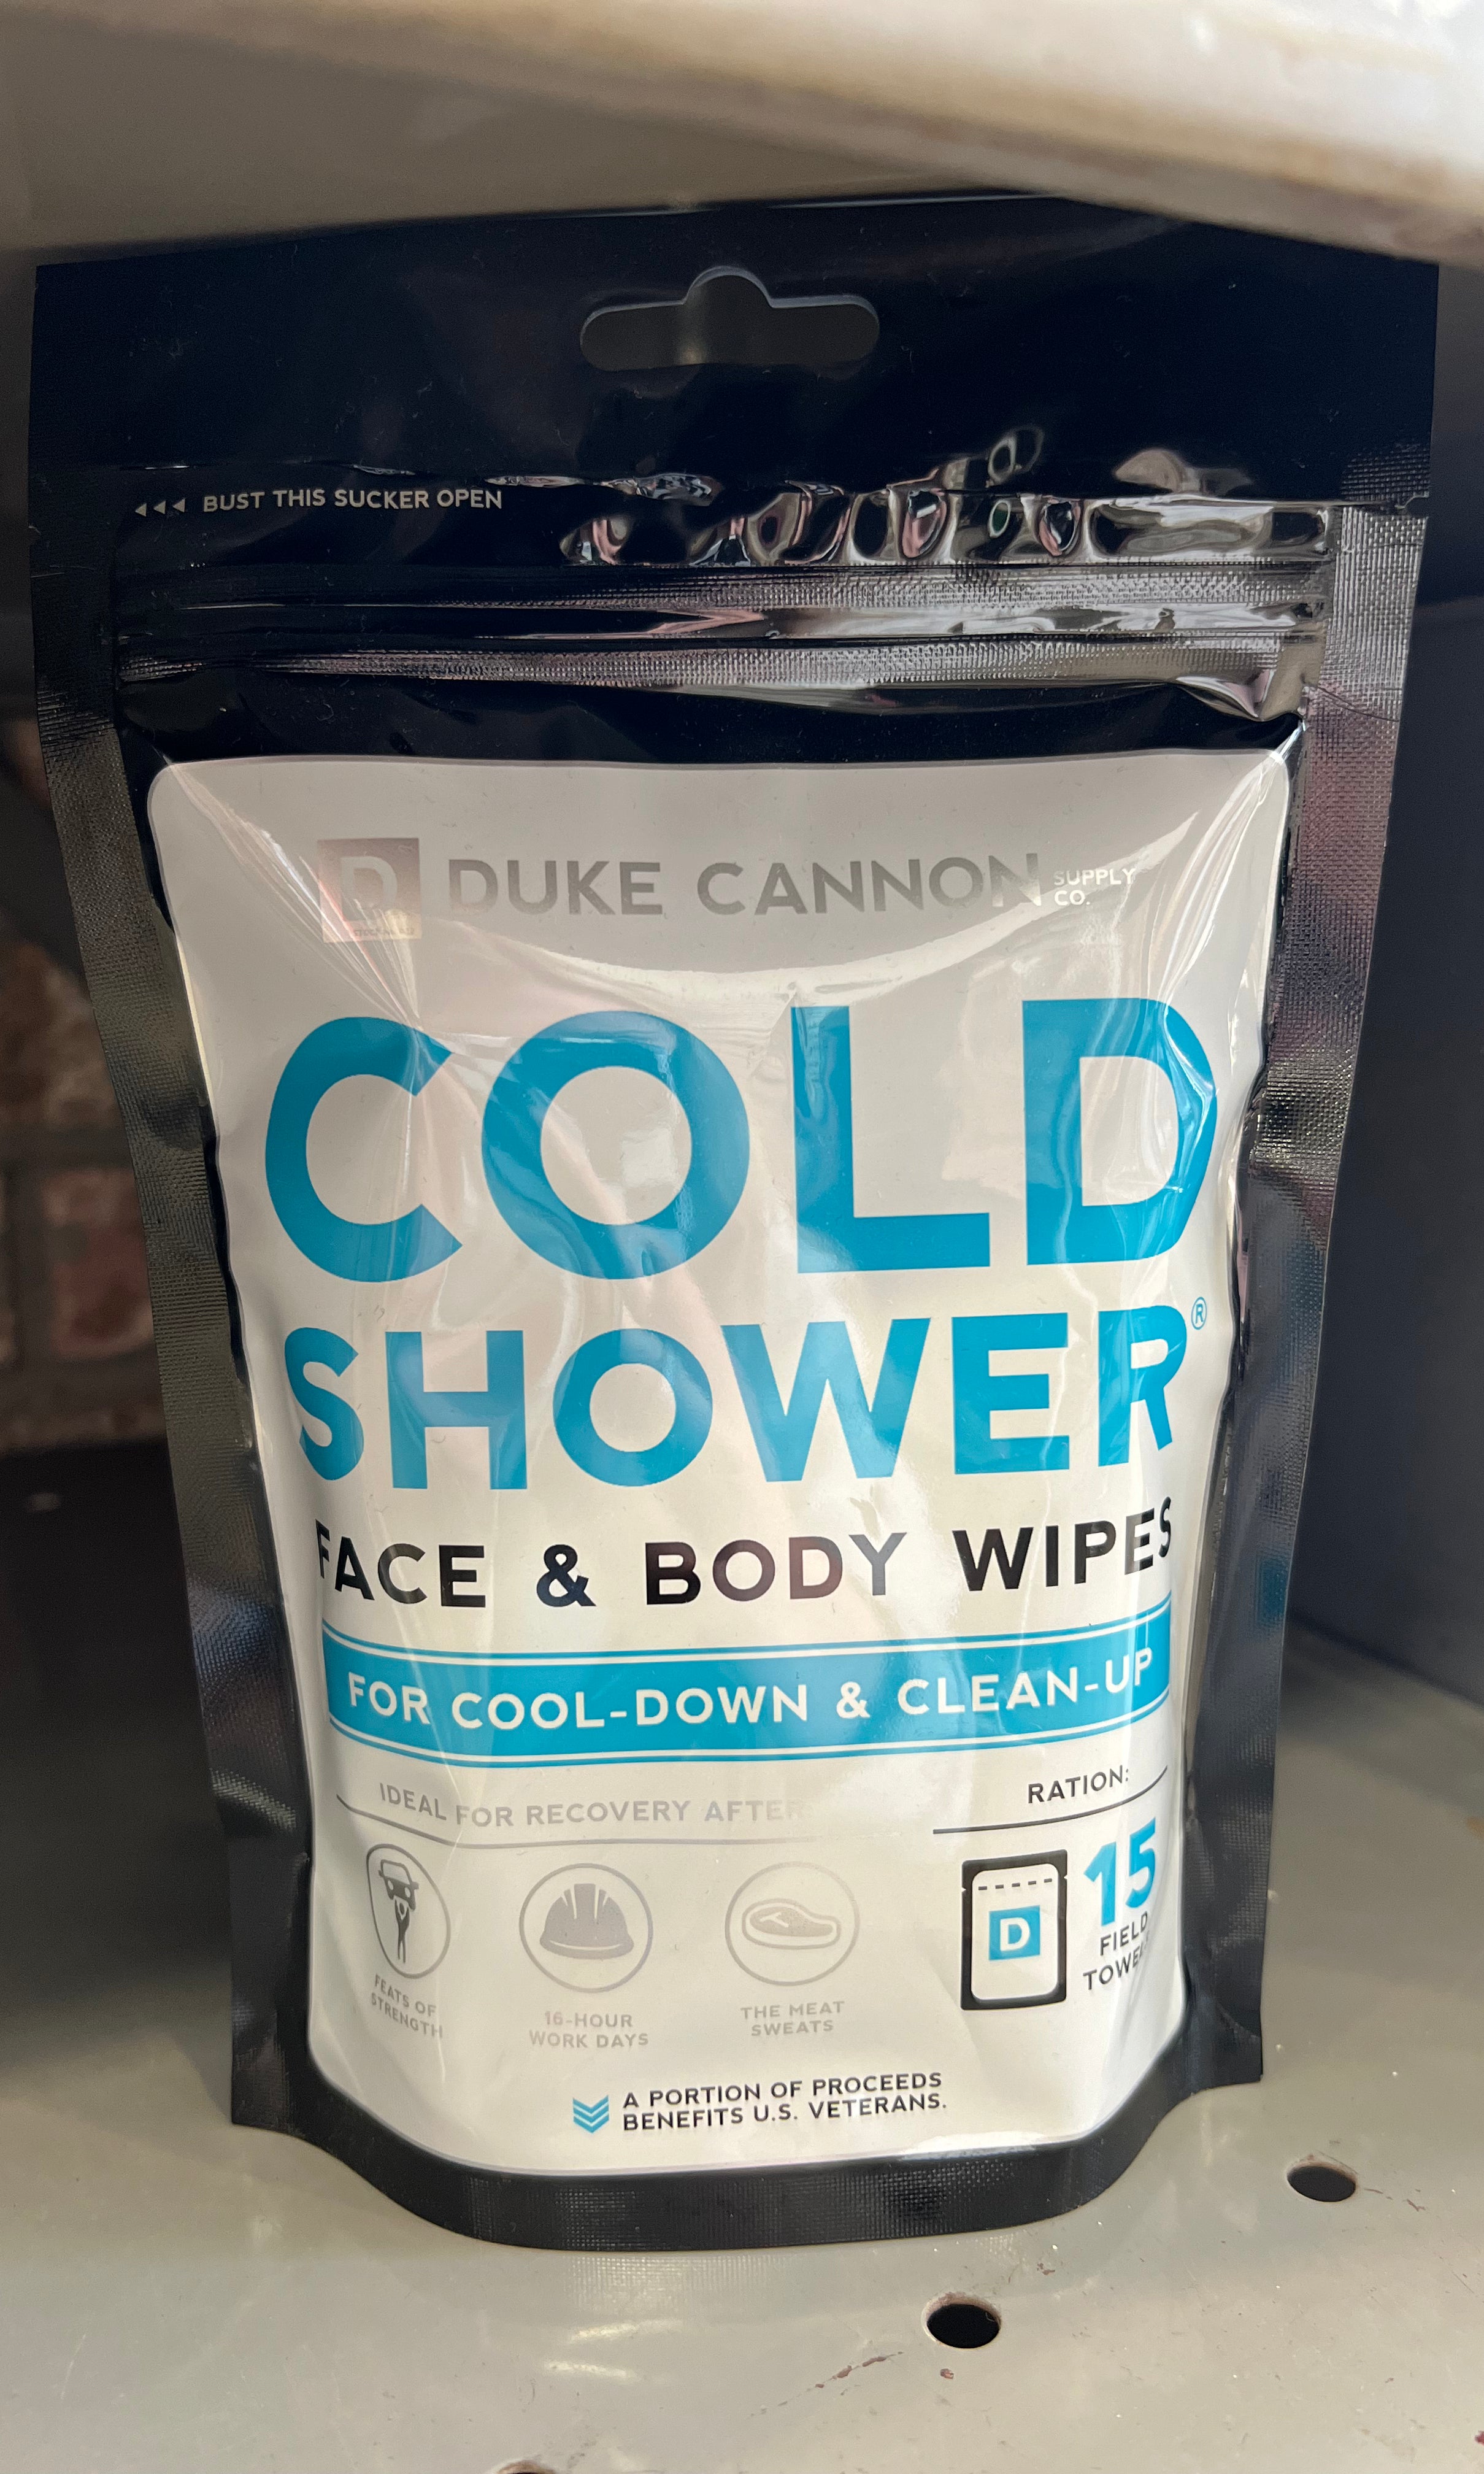 BUST THIS SUCKER OPEN
D DUKE CANNON SUPPLY CO.
COLD
SHOWER®
FACE & BODY WIPES
FOR COOL-DOWN & CLEAN-UP
IDEAL FOR RECOVERY AFTER
FEATS OF
STRENGTH
16-HOUR
WORK DAYS
THE MEAT
SWEATS
RATION:
D
15
FIELD
TOWELS
A PORTION OF PROCEEDS
BENEFITS U.S. VETERANS.